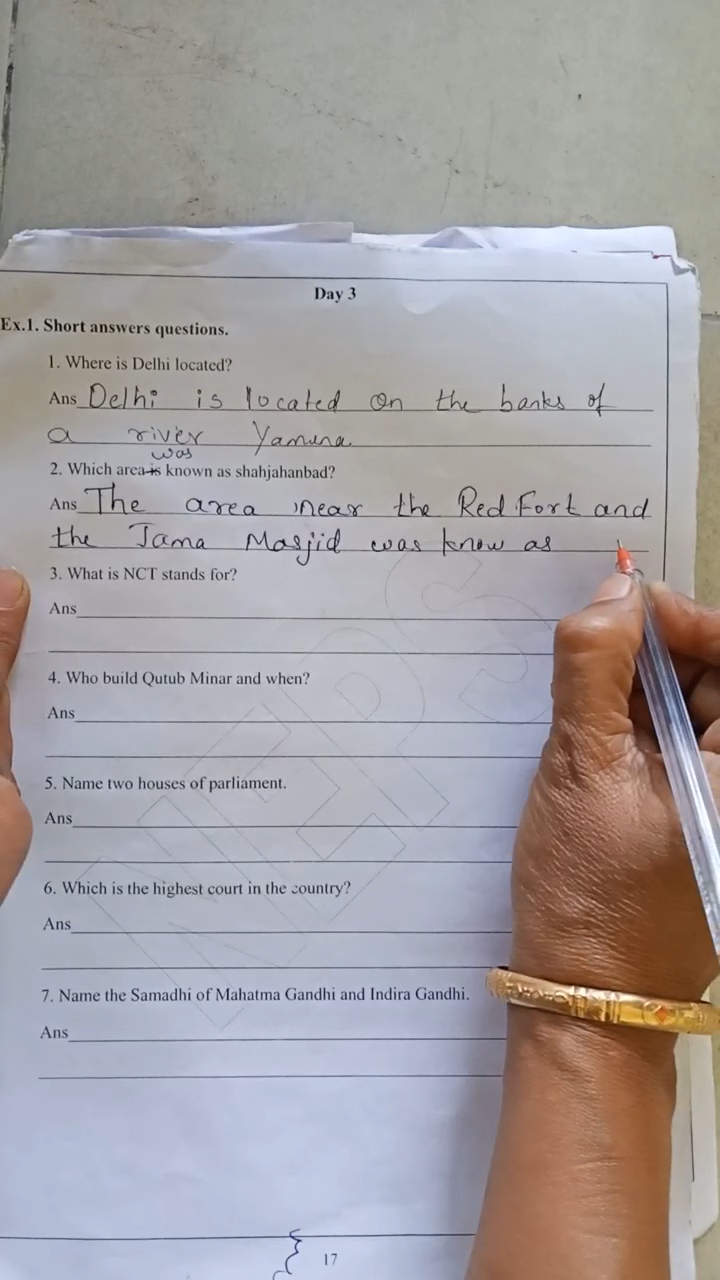 Day 3
Ex.1. Short answers questions.
1. Where is Delhi located?
Ans Delhi is located on the banks of
a river Yamuna
was
2. Which area is known as shahjahanbad?
Ans The area near the Red Fort and
the Jama Masjid was know as
3. What is NCT stands for?
Ans
4. Who build Qutub Minar and when?
Ans
5. Name two houses of parliament.
Ans
6. Which is the highest court in the country?
Ans
7. Name the Samadhi of Mahatma Gandhi and Indira Gandhi.
Ans
NEPS
17